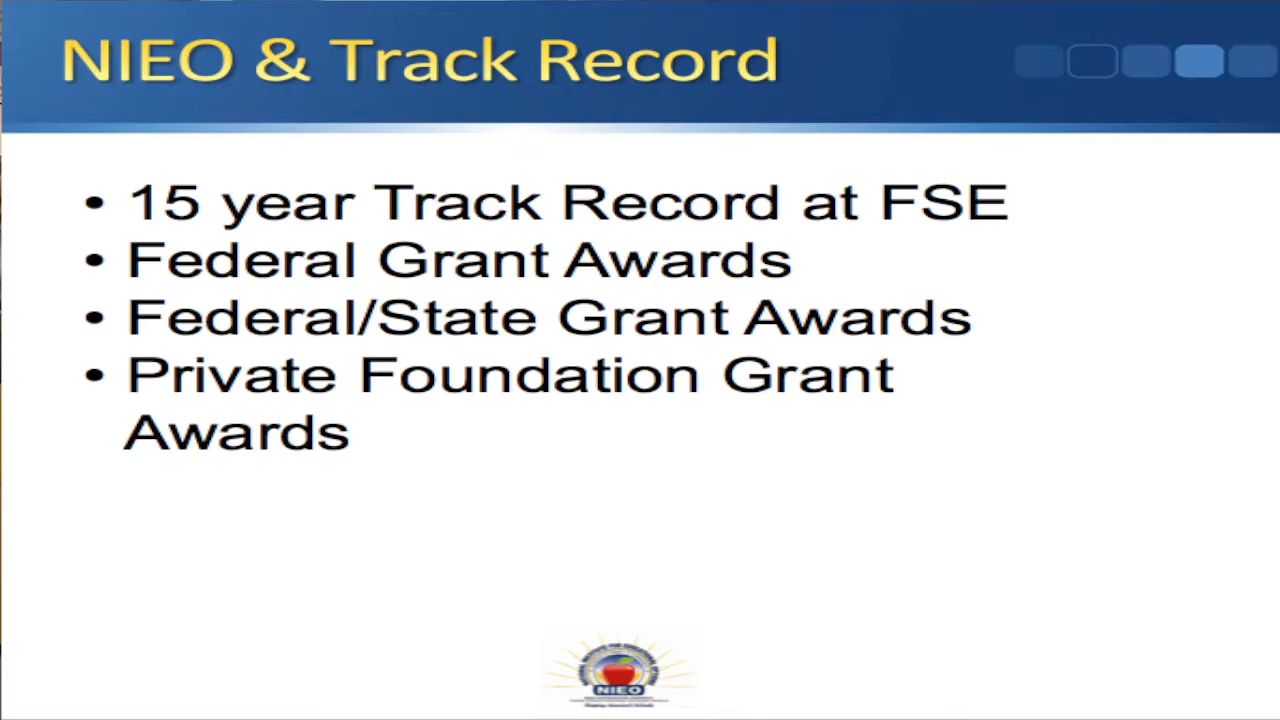 NIEO & Track Record
• 15 year Track Record at FSE
• Federal Grant Awards
• Federal/State Grant Awards
• Private Foundation Grant
Awards
NIEO